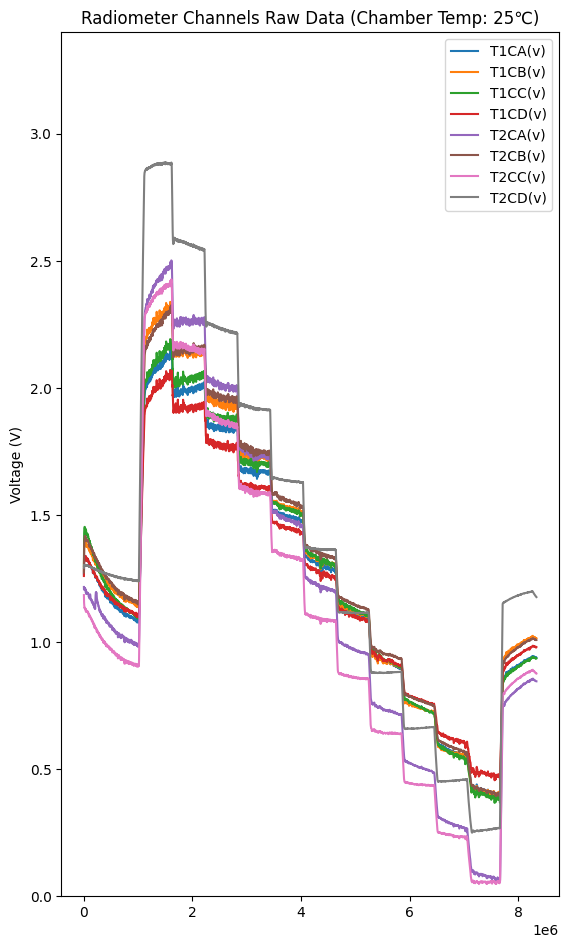 Radiometer Channels Raw Data (Chamber Temp: 25℃)
T1CA(v)
T1CB(v)
T1CC(v)
T1CD(v)
T2CA(v)
T2CB(v)
T2CC(v)
T2CD(v)
Voltage (V)
3.0
2.5
2.0
1.5
1.0
0.5
0.0
0 2 4 6 8
1e6